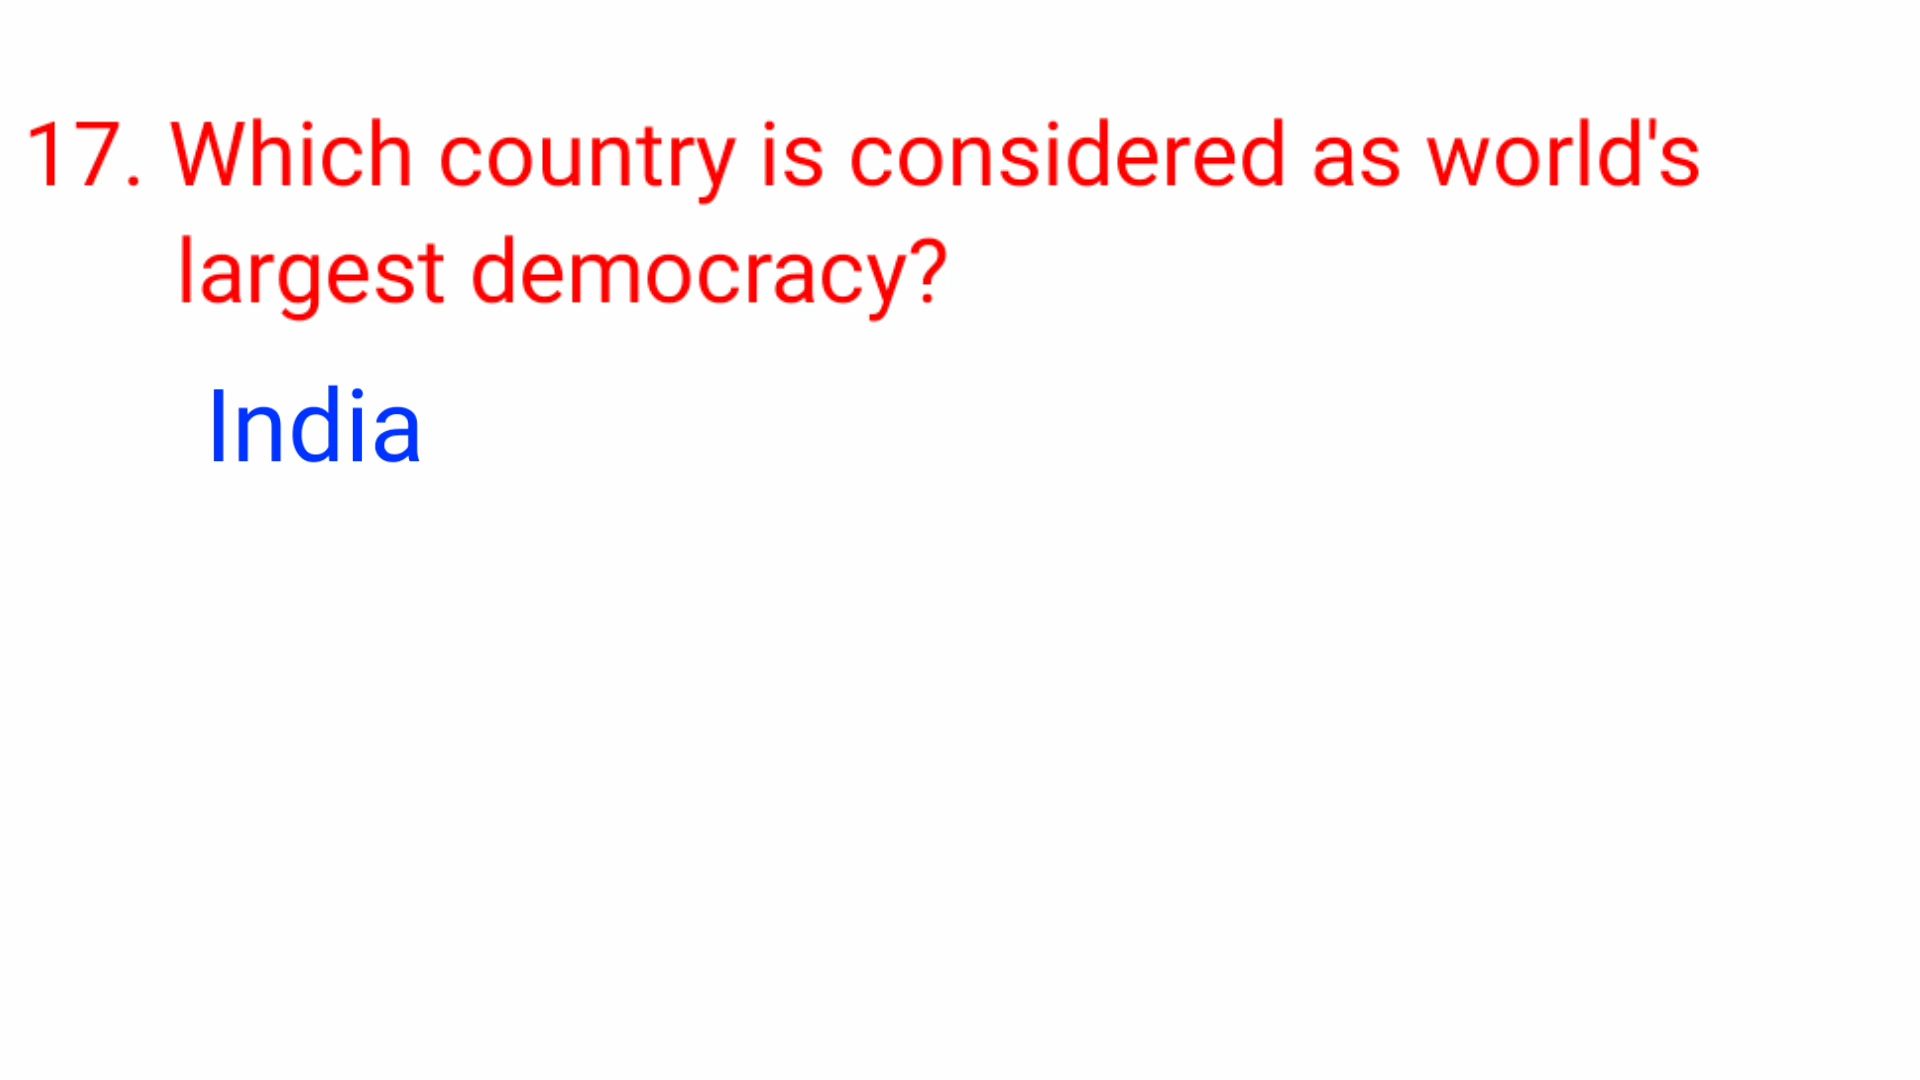 17. Which country is considered as world's
largest democracy?
India